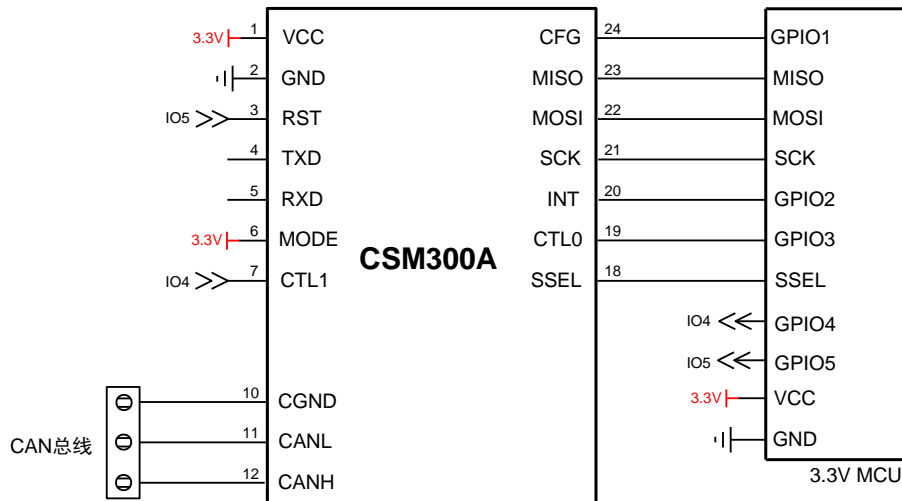 3.3V 1 VCC CFG 24 GPIO1
2 GND MISO 23 MISO
IO5 3 RST MOSI 22 MOSI
4 TXD SCK 21 SCK
5 RXD INT 20 GPIO2
3.3V 6 MODE CTL0 19 GPIO3
CSM300A
IO4 7 CTL1 SSEL 18 SSEL
IO4 GPIO4
IO5 GPIO5
3.3V VCC
10 CGND
GND
CAN总线 11 CANL
12 CANH
3.3V MCU